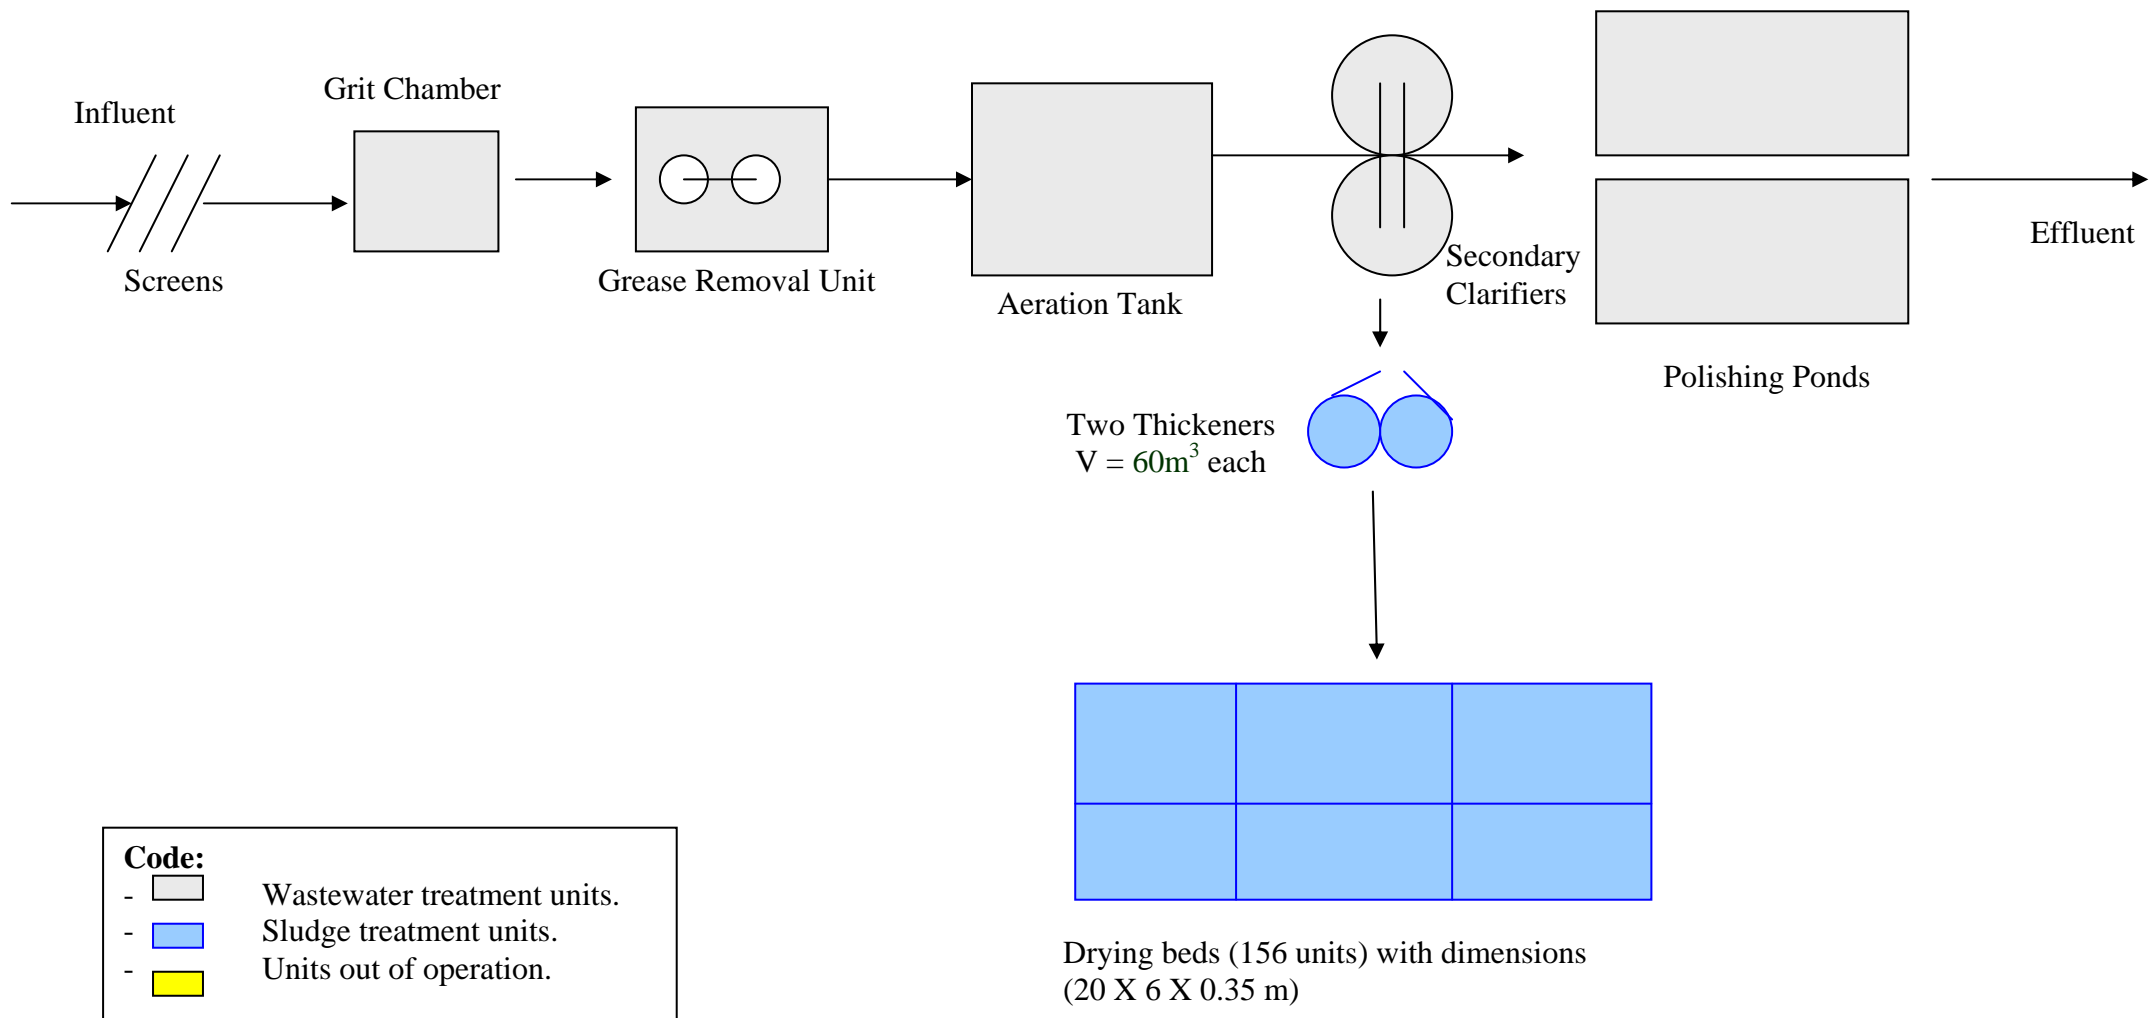 Influent
Grit Chamber
Screens
Grease Removal Unit
Aeration Tank
Secondary
Clarifiers
Polishing Ponds
Effluent
Two Thickeners
V = 60m³ each
Drying beds (156 units) with dimensions
(20 X 6 X 0.35 m)
Code:
- Wastewater treatment units.
- Sludge treatment units.
- Units out of operation.